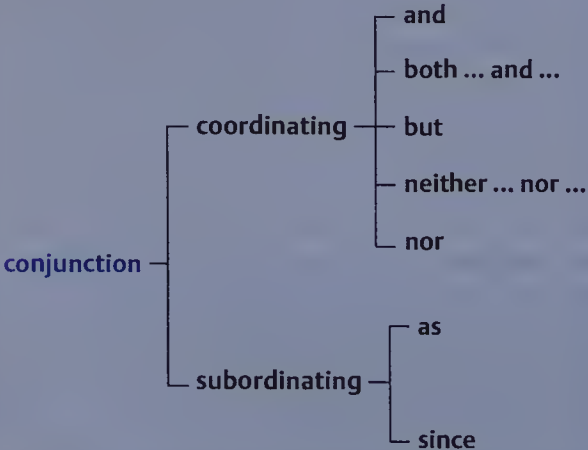 and
both ... and ...
coordinating
but
neither ... nor ...
nor
conjunction
as
subordinating
since